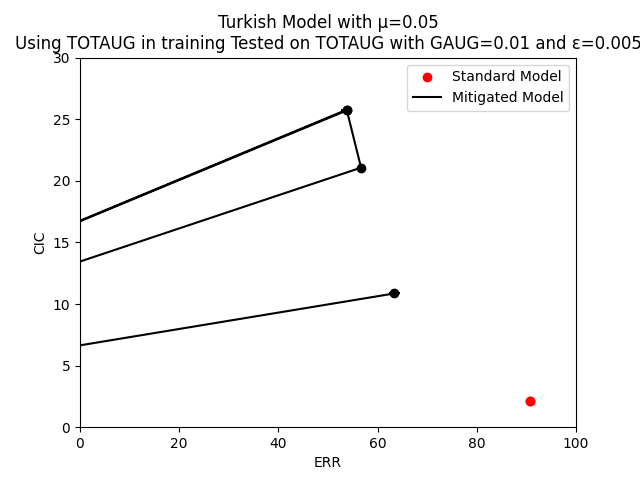 Turkish Model with μ=0.05
Using TOTAUG in training Tested on TOTAUG with GAUG=0.01 and ε=0.005
30
25
20
15
10
5
0
CIC
Standard Model
Mitigated Model
0 20 40 60 80 100
ERR